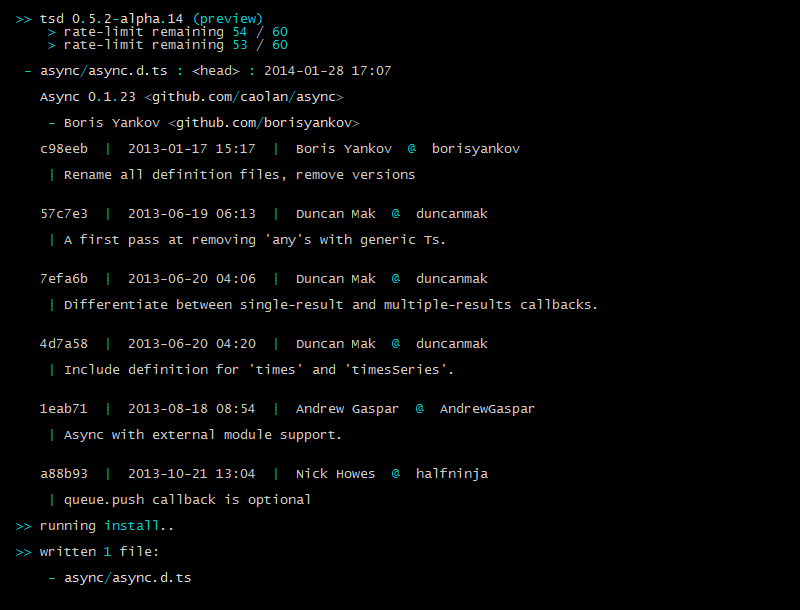 >> tsd 0.5.2-alpha.14 (preview)
> rate-limit remaining 54 / 60
> rate-limit remaining 53 / 60
- async/async.d.ts : <head> : 2014-01-28 17:07
Async 0.1.23 <github.com/caolan/async>
- Boris Yankov <github.com/borisyankov>
c98eeb | 2013-01-17 15:17 | Boris Yankov @ borisyankov
| Rename all definition files, remove versions
57c7e3 | 2013-06-19 06:13 | Duncan Mak @ duncanmak
| A first pass at removing 'any's with generic Ts.
7efa6b | 2013-06-20 04:06 | Duncan Mak @ duncanmak
| Differentiate between single-result and multiple-results callbacks.
4d7a58 | 2013-06-20 04:20 | Duncan Mak @ duncanmak
| Include definition for 'times' and 'timesSeries'.
1eab71 | 2013-08-18 08:54 | Andrew Gaspar @ AndrewGaspar
| Async with external module support.
a88b93 | 2013-10-21 13:04 | Nick Howes @ halfninja
| queue.push callback is optional
>> running install..
>> written 1 file:
- async/async.d.ts